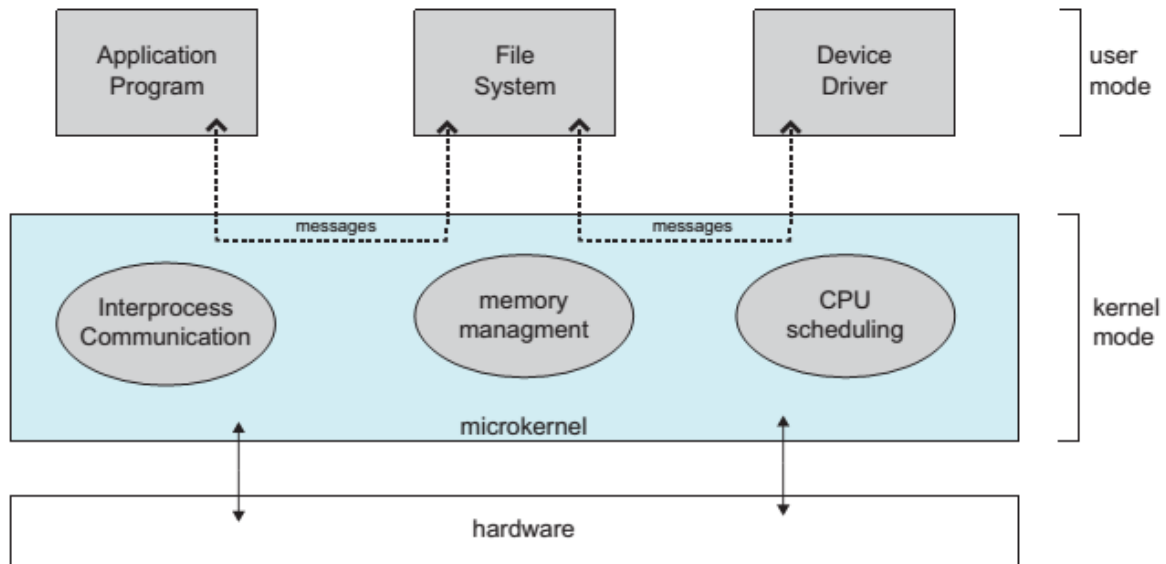 Application
Program
File
System
Device
Driver
user
mode
messages
messages
Interprocess
Communication
memory
managment
CPU
scheduling
kernel
mode
microkernel
hardware